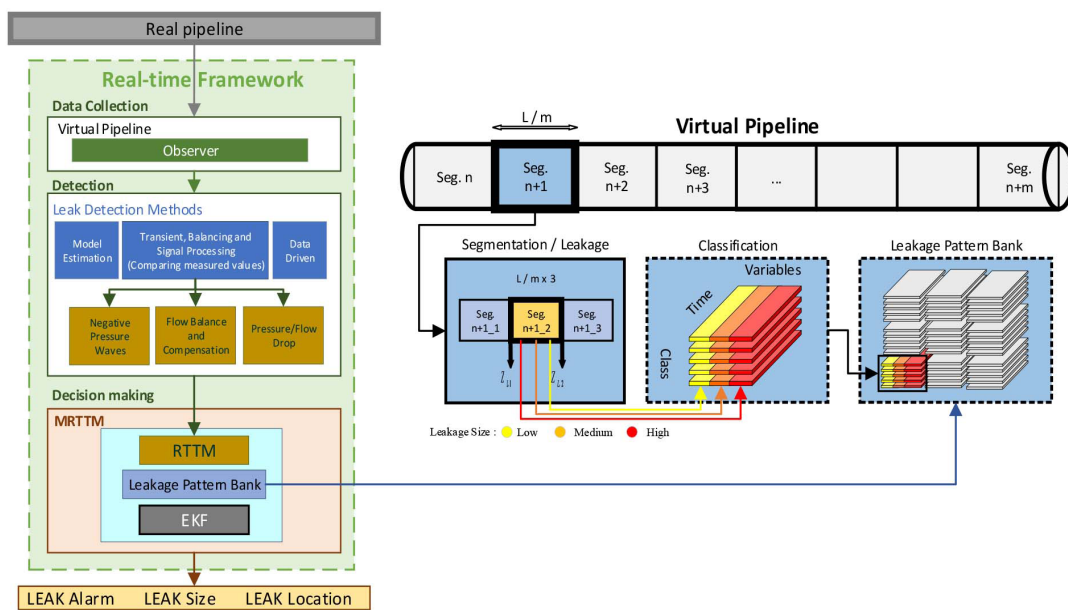 Real pipeline
Real-time Framework
Data Collection
Virtual Pipeline
Observer
Detection
Leak Detection Methods
Model
Estimation
Transient, Balancing and
Signal Processing
(Comparing measured values)
Data
Driven
Negative
Pressure
Waves
Flow Balance
and
Compensation
Pressure/Flow
Drop
Decision making
MRTTM
RTTM
Leakage Pattern Bank
EKF
LEAK Alarm LEAK Size LEAK Location
L / m
Virtual Pipeline
Seg. n
Seg.
n+1
Seg.
n+2
Seg.
n+3
...
Seg.
n+m
Segmentation / Leakage
L / m x 3
Seg.
n+1_1
Seg.
n+1_2
Seg.
n+1_3
Z L1
Z L2
Classification
Variables
Time
Class
Leakage Pattern Bank
Leakage Size : Low Medium High